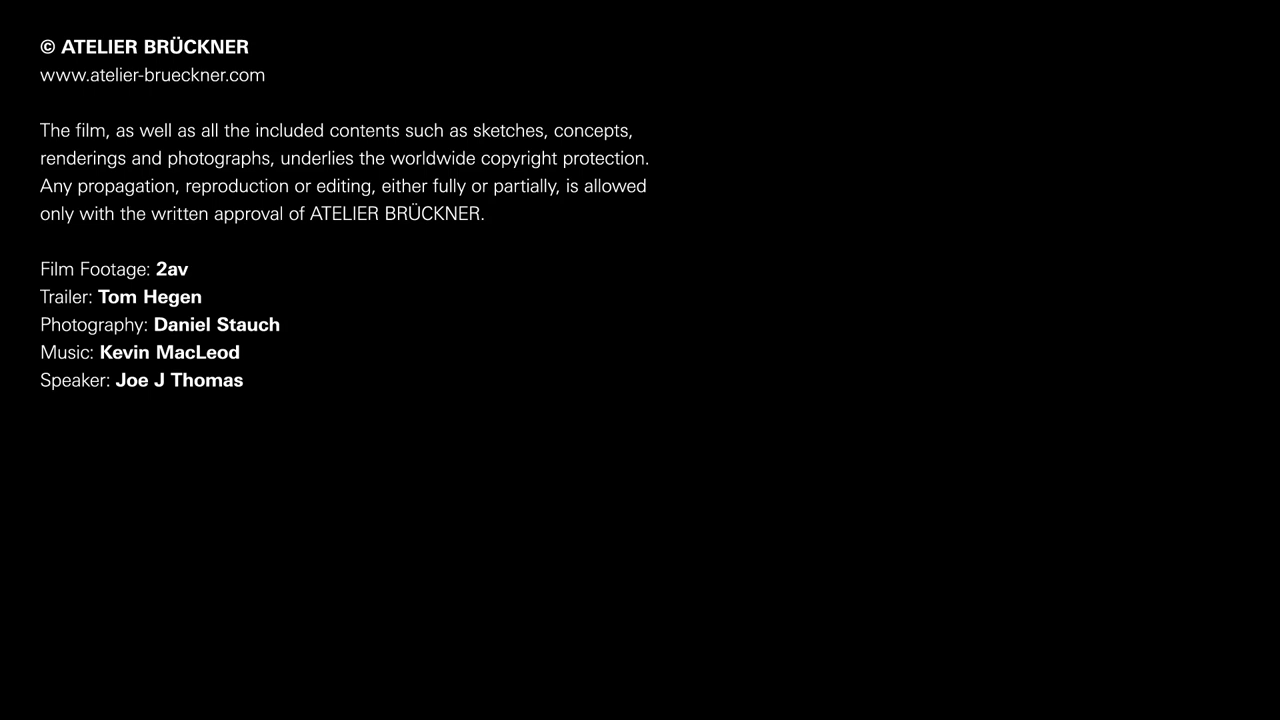 © ATELIER BRÜCKNER
www.atelier-brueckner.com
The film, as well as all the included contents such as sketches, concepts,
renderings and photographs, underlies the worldwide copyright protection.
Any propagation, reproduction or editing, either fully or partially, is allowed
only with the written approval of ATELIER BRÜCKNER.
Film Footage: 2av
Trailer: Tom Hegen
Photography: Daniel Stauch
Music: Kevin MacLeod
Speaker: Joe J Thomas